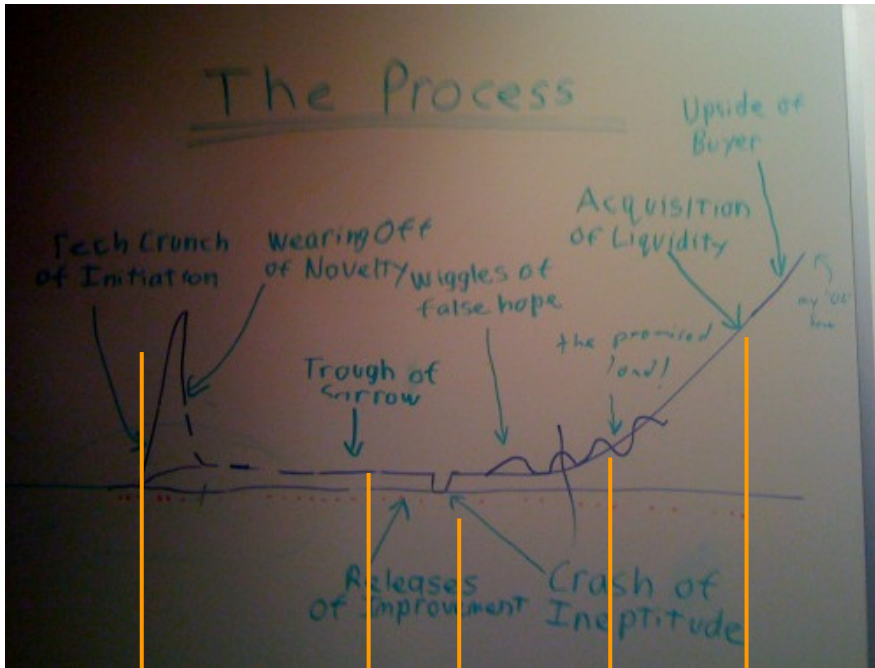 The Process
Upside of
Buyer
Acquisition
of Liquidity
Tech Crunch
of Initiation
Wearing Off
of Novelty
Wiggles of
false hope
the promised
land!
Trough of
Sorrow
Releases
of Improvement
Crash of
Ineptitude